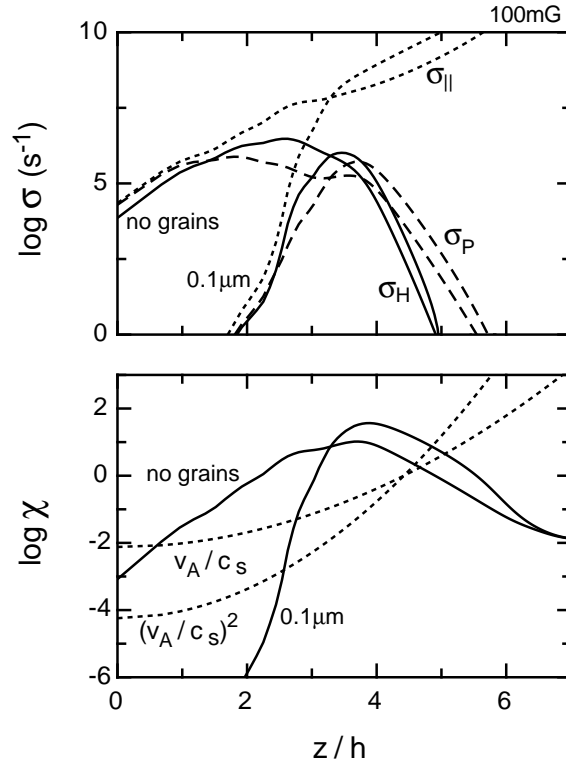 100mG
10
5
0
log σ (s⁻¹)
σ||
no grains
0.1μm
σP
σH
2
0
-2
-4
-6
log χ
no grains
vA / cs
(vA / cs)²
0.1μm
0
2
4
6
z / h